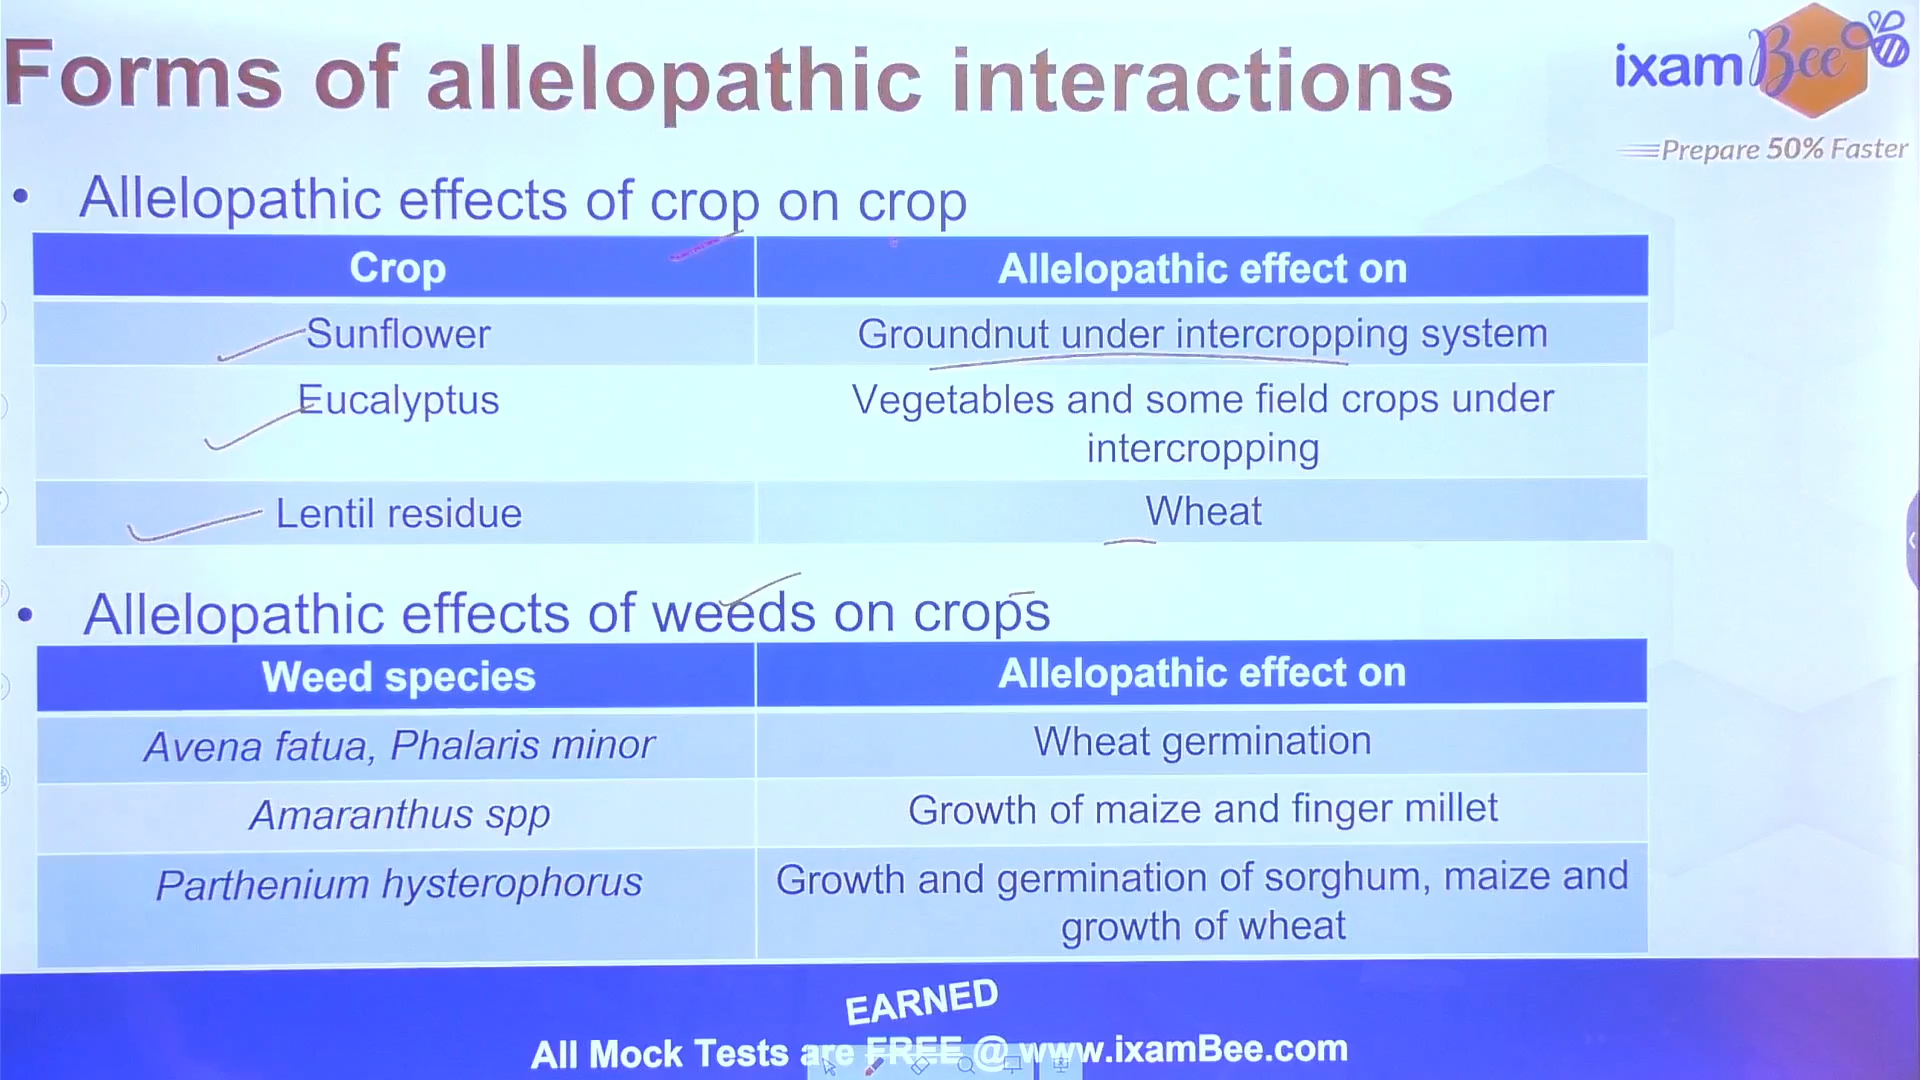 Forms of allelopathic interactions
ixamBee
Prepare 50% Faster
• Allelopathic effects of crop on crop
Crop
Allelopathic effect on
Sunflower
Groundnut under intercropping system
Eucalyptus
Vegetables and some field crops under
intercropping
Lentil residue
Wheat
• Allelopathic effects of weeds on crops
Weed species
Allelopathic effect on
Avena fatua, Phalaris minor
Wheat germination
Amaranthus spp
Growth of maize and finger millet
Parthenium hysterophorus
Growth and germination of sorghum, maize and
growth of wheat
EARNED
All Mock Tests are FREE @ www.ixamBee.com